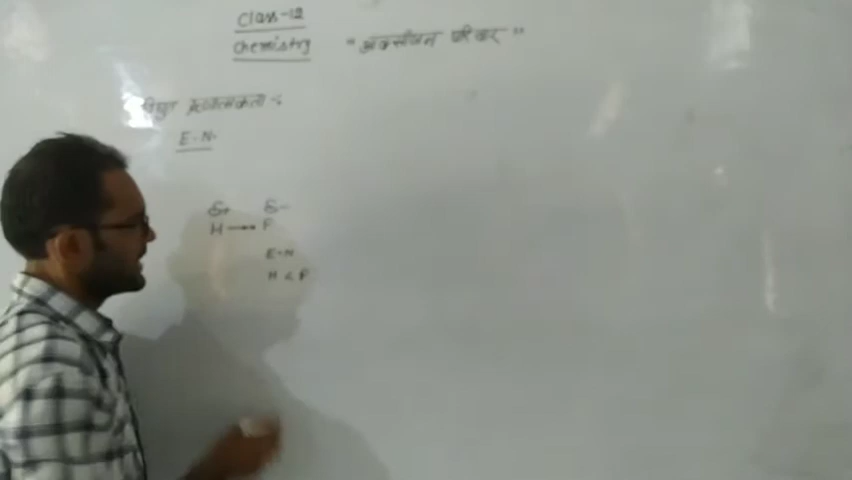 Class-12
Chemistry "ऑक्सीजन परिवार"
विद्युत ऋणात्मकता :
E-N.
δ+ δ-
H — F
E-N
H < F